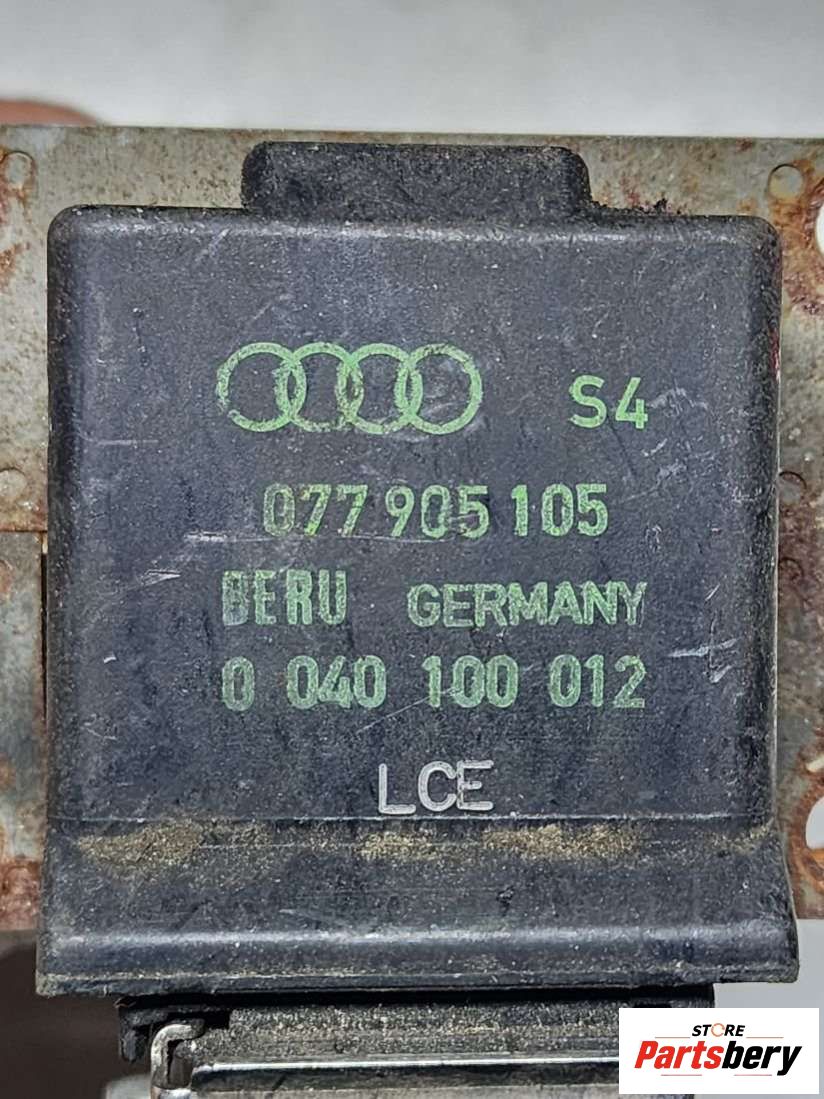 S4
077 905 105
BERU GERMANY
0 040 100 012
LCE
STORE
Partsbery